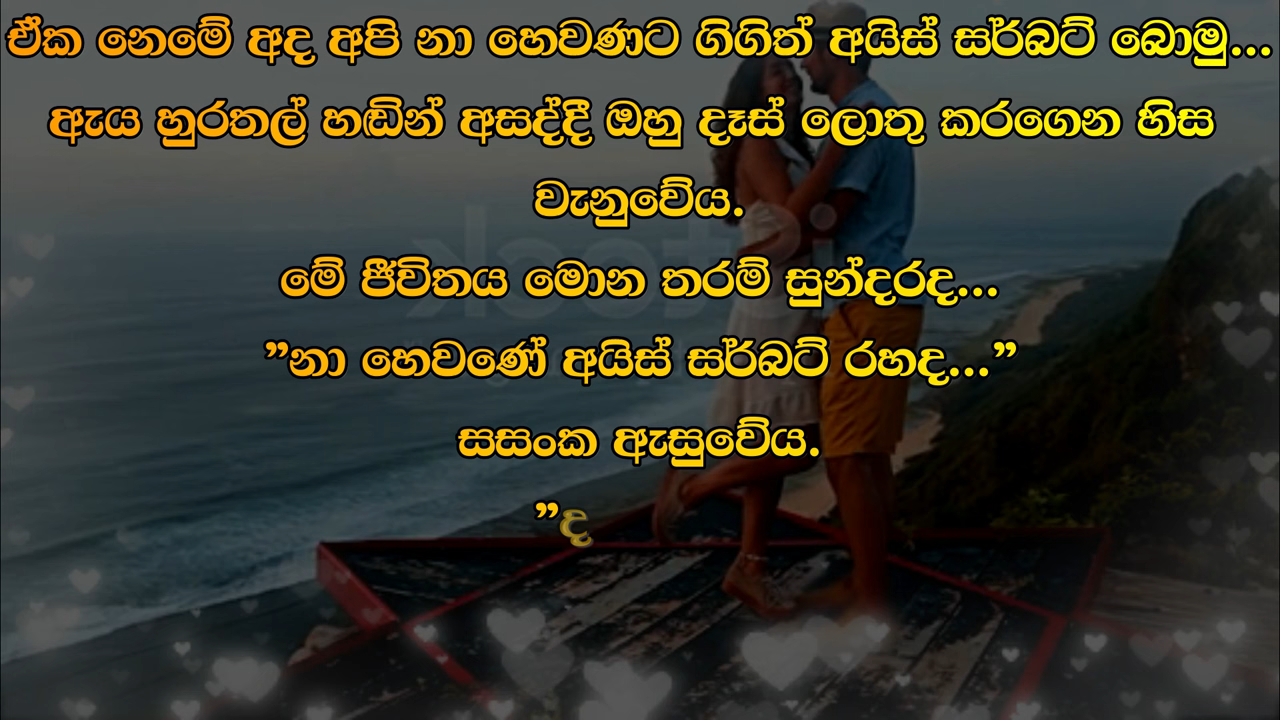 ඒක නෙමේ අද අපි නා හෙවණට ගිගිත් අයිස් සර්බට් බොමු...
ඇය හුරතල් හඬින් අසද්දී ඔහු දෑස් ලොතු කරගෙන හිස
වැනුවේය.
මේ ජීවිතය මොන තරම් සුන්දරද...
”නා හෙවණේ අයිස් සර්බට් රහද...”
සසංක ඇසුවේය.
”ද